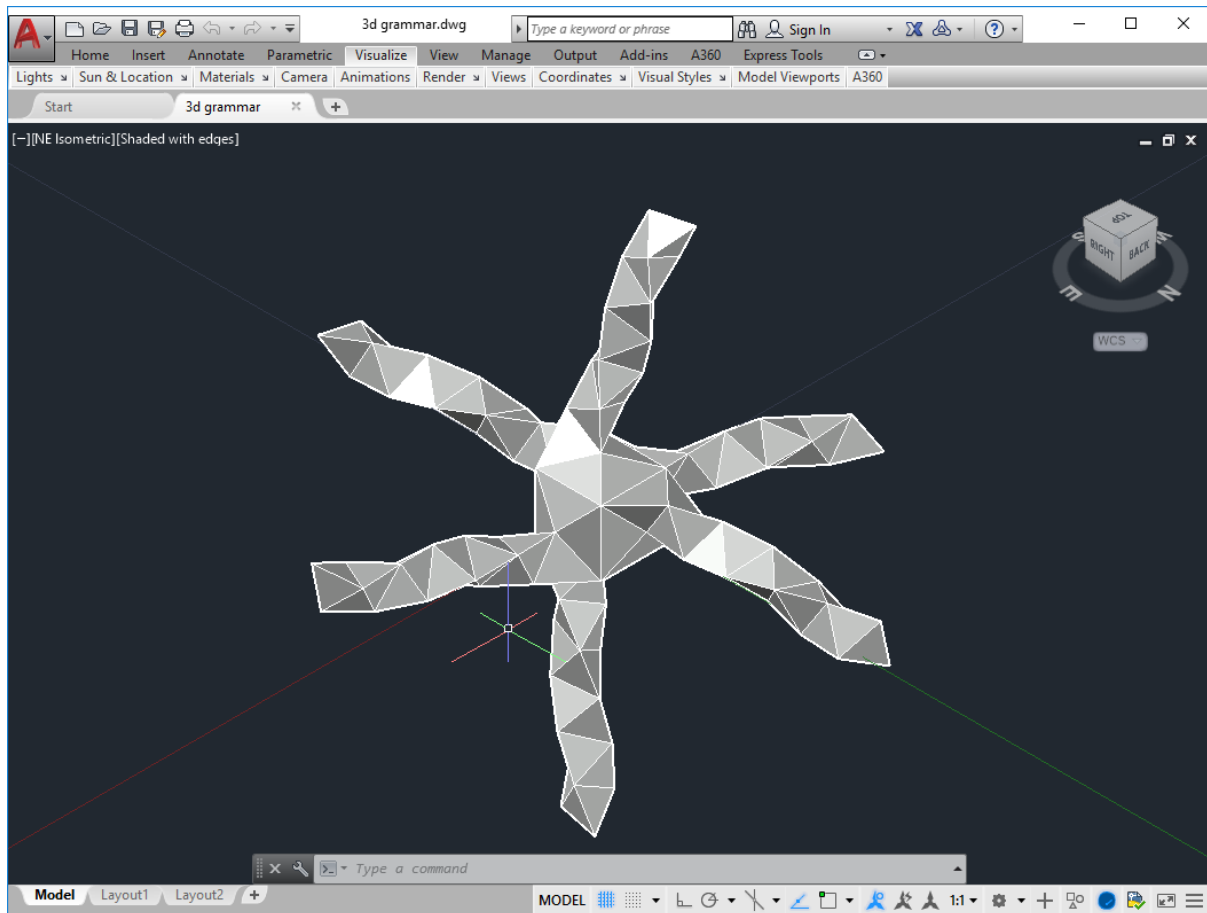 3d grammar.dwg Type a keyword or phrase Sign In
Home Insert Annotate Parametric Visualize View Manage Output Add-ins A360 Express Tools
Lights Sun & Location Materials Camera Animations Render Views Coordinates Visual Styles Model Viewports A360
Start 3d grammar
[−][NE Isometric][Shaded with edges]
TOP
S W
RIGHT BACK
E N
WCS
Type a command
Model Layout1 Layout2 + MODEL 1:1